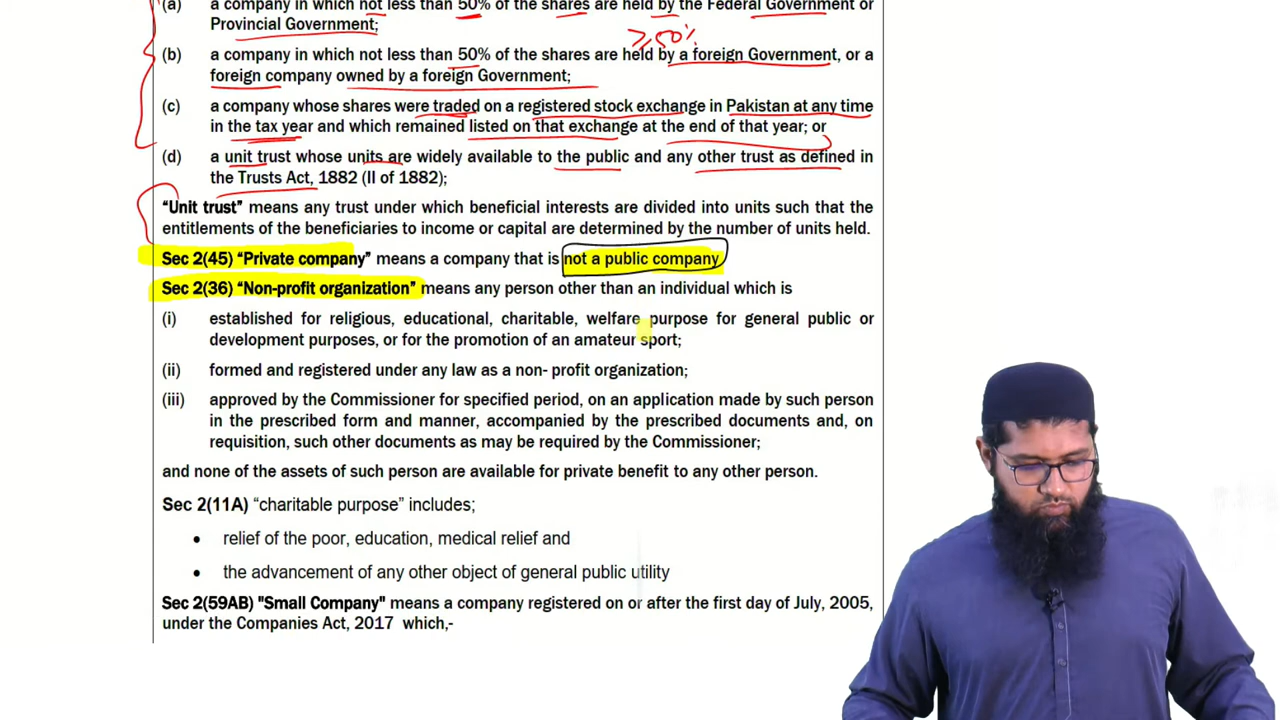 (a) a company in which not less than 50% of the shares are held by the Federal Government or
Provincial Government;
≥50%
(b) a company in which not less than 50% of the shares are held by a foreign Government, or a
foreign company owned by a foreign Government;
(c) a company whose shares were traded on a registered stock exchange in Pakistan at any time
in the tax year and which remained listed on that exchange at the end of that year; or
(d) a unit trust whose units are widely available to the public and any other trust as defined in
the Trusts Act, 1882 (II of 1882);
“Unit trust” means any trust under which beneficial interests are divided into units such that the
entitlements of the beneficiaries to income or capital are determined by the number of units held.
Sec 2(45) “Private company” means a company that is not a public company
Sec 2(36) “Non-profit organization” means any person other than an individual which is
(i) established for religious, educational, charitable, welfare purpose for general public or
development purposes, or for the promotion of an amateur sport;
(ii) formed and registered under any law as a non- profit organization;
(iii) approved by the Commissioner for specified period, on an application made by such person
in the prescribed form and manner, accompanied by the prescribed documents and, on
requisition, such other documents as may be required by the Commissioner;
and none of the assets of such person are available for private benefit to any other person.
Sec 2(11A) “charitable purpose” includes;
• relief of the poor, education, medical relief and
• the advancement of any other object of general public utility
Sec 2(59AB) "Small Company" means a company registered on or after the first day of July, 2005,
under the Companies Act, 2017 which,-